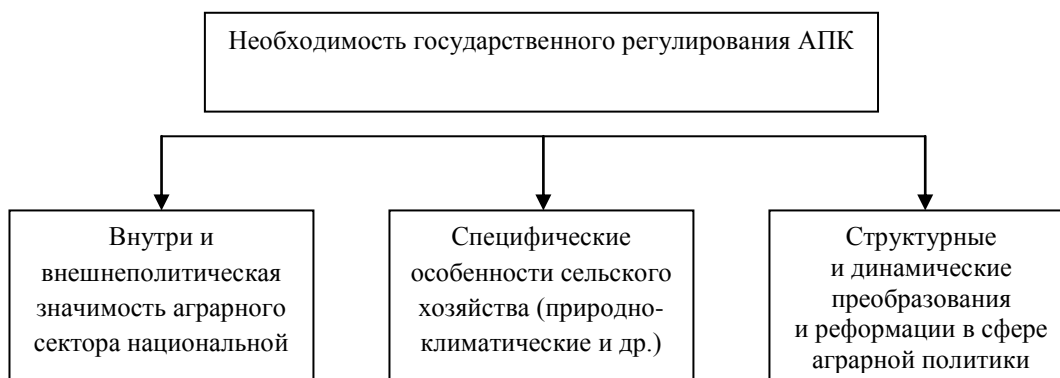 Необходимость государственного регулирования АПК
Внутри и
внешнеполитическая
значимость аграрного
сектора национальной
Специфические
особенности сельского
хозяйства (природно-
климатические и др.)
Структурные
и динамические
преобразования
и реформации в сфере
аграрной политики